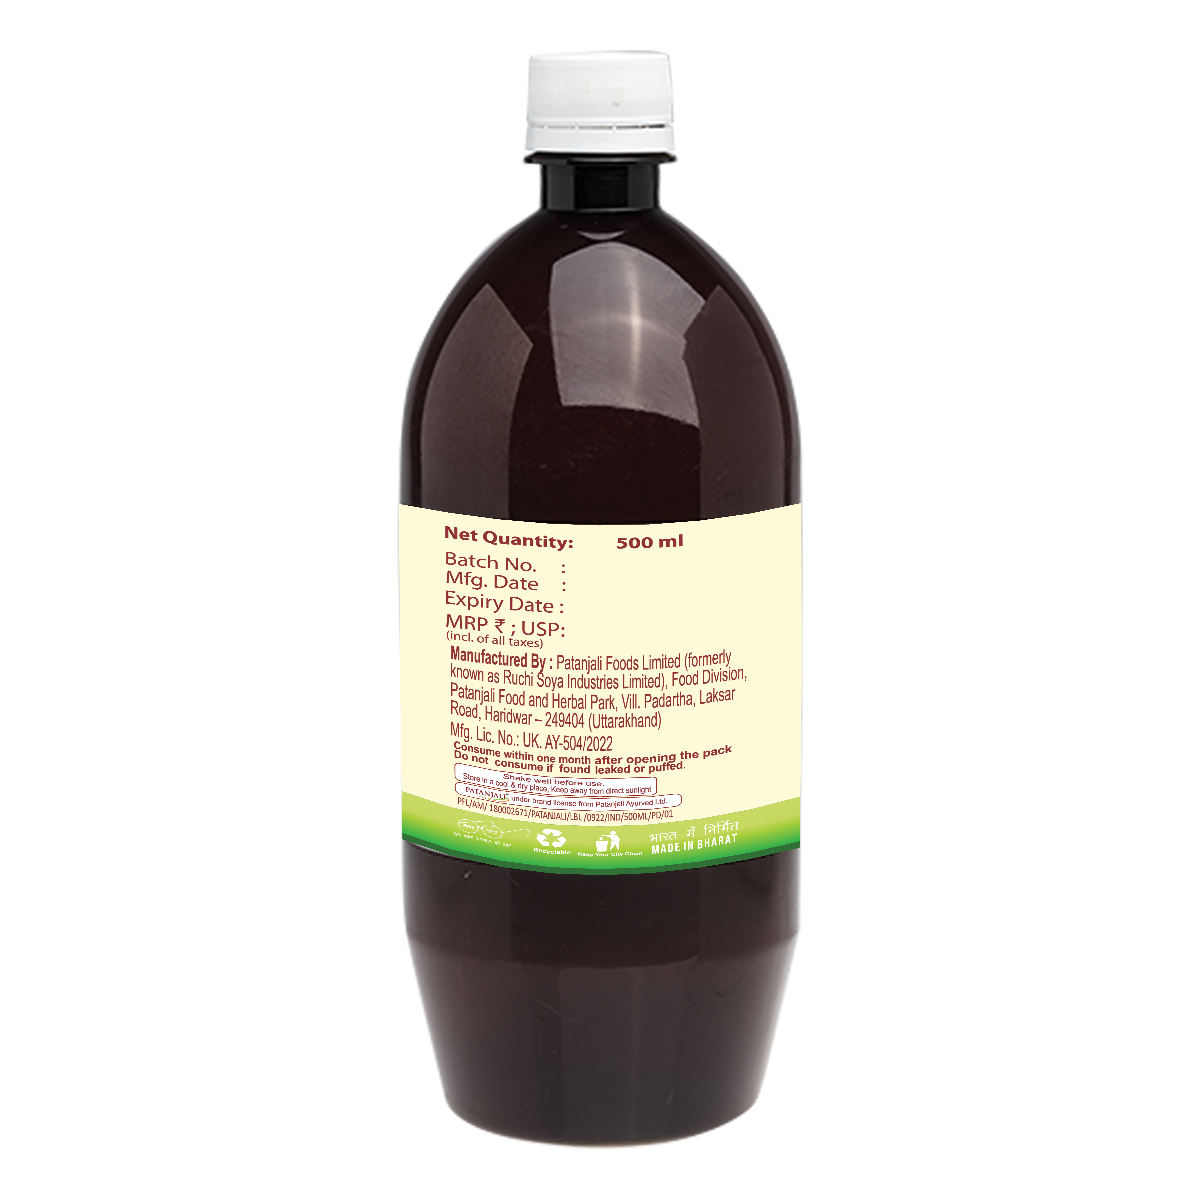 Net Quantity: 500 ml
Batch No. :
Mfg. Date :
Expiry Date :
MRP ₹ ; USP:
(incl. of all taxes)
Manufactured By : Patanjali Foods Limited (formerly
known as Ruchi Soya Industries Limited), Food Division,
Patanjali Food and Herbal Park, Vill. Padartha, Laksar
Road, Haridwar – 249404 (Uttarakhand)
Mfg. Lic. No.: UK. AY-504/2022
Consume within one month after opening the pack
Do not consume if found leaked or puffed.
Shake well before use.
Store in a cool & dry place, Keep away from direct sunlight
PATANJALI, under brand license from Patanjali Ayurved Ltd.
PFL/AM/ 180002671/PATANJALI/LBL /0922/IND/500ML/PD/01
Recyclable
Keep Your City Clean
भारत में निर्मित
MADE IN BHARAT